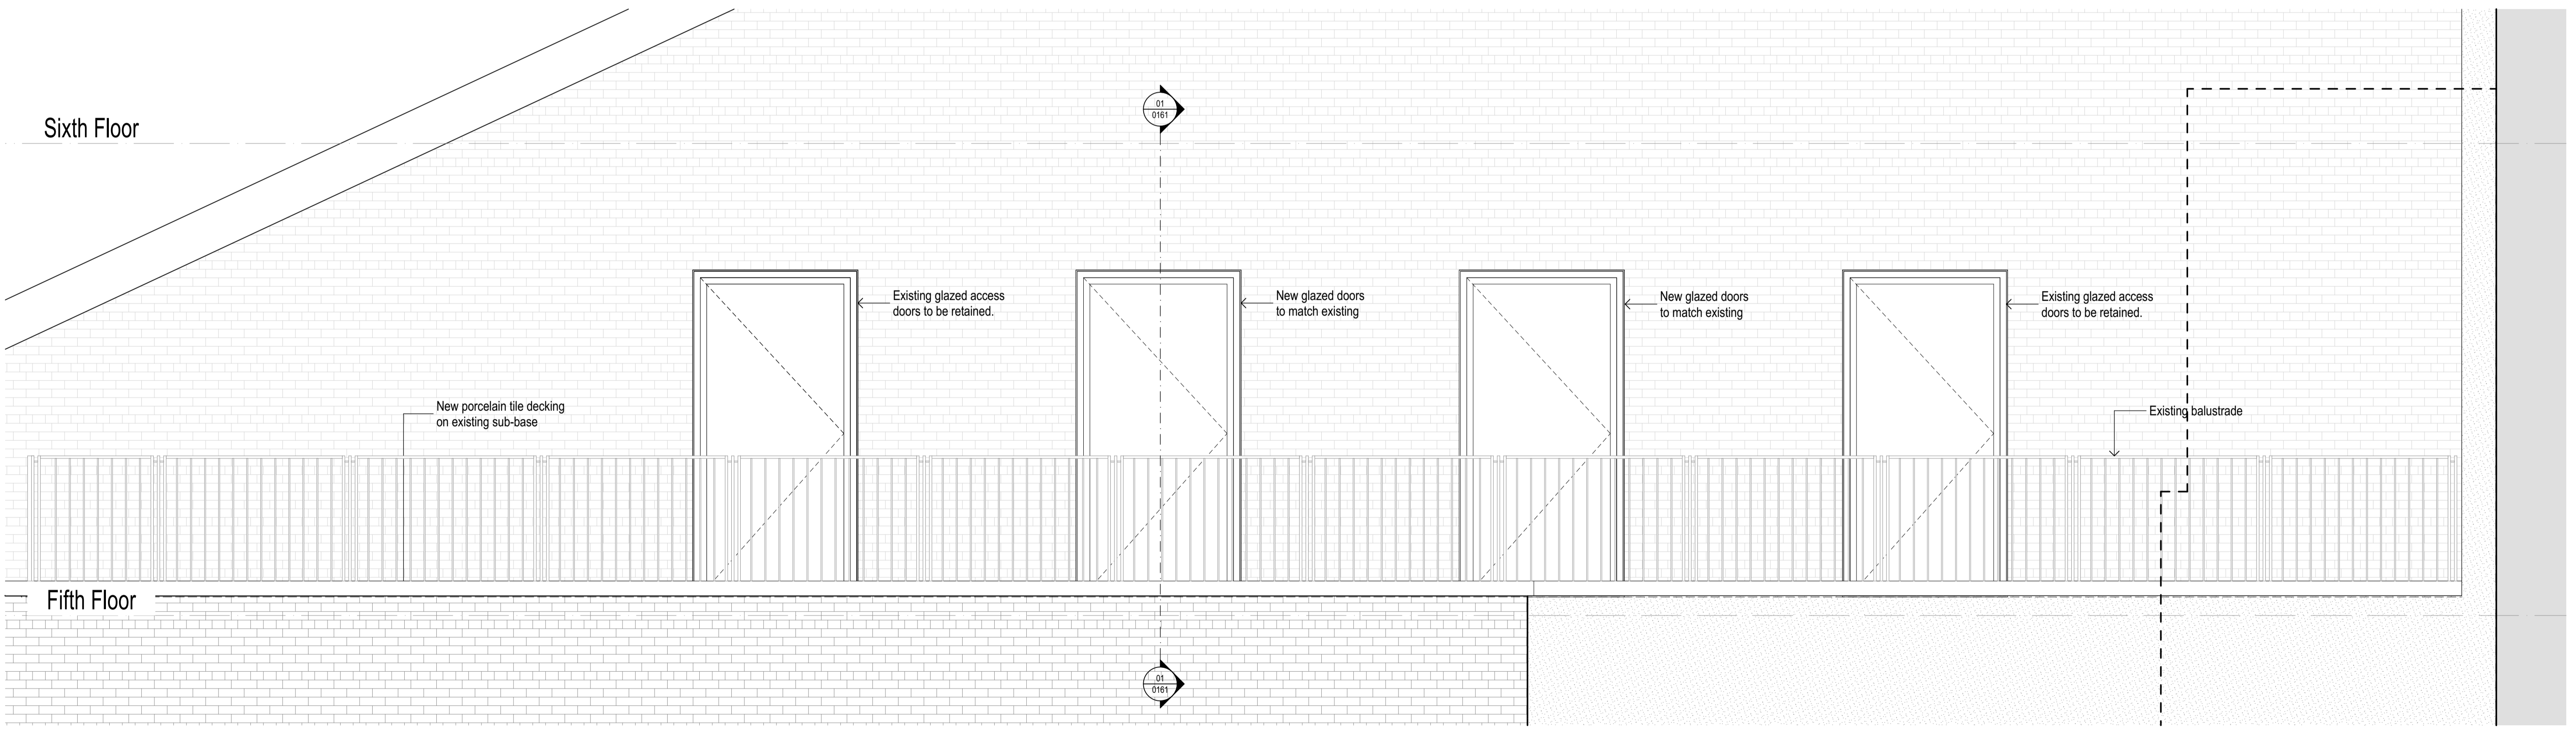 01
0161
Sixth Floor
Existing glazed access
doors to be retained.
New glazed doors
to match existing
New glazed doors
to match existing
Existing glazed access
doors to be retained.
New porcelain tile decking
on existing sub-base
Existing balustrade
Fifth Floor
01
0161